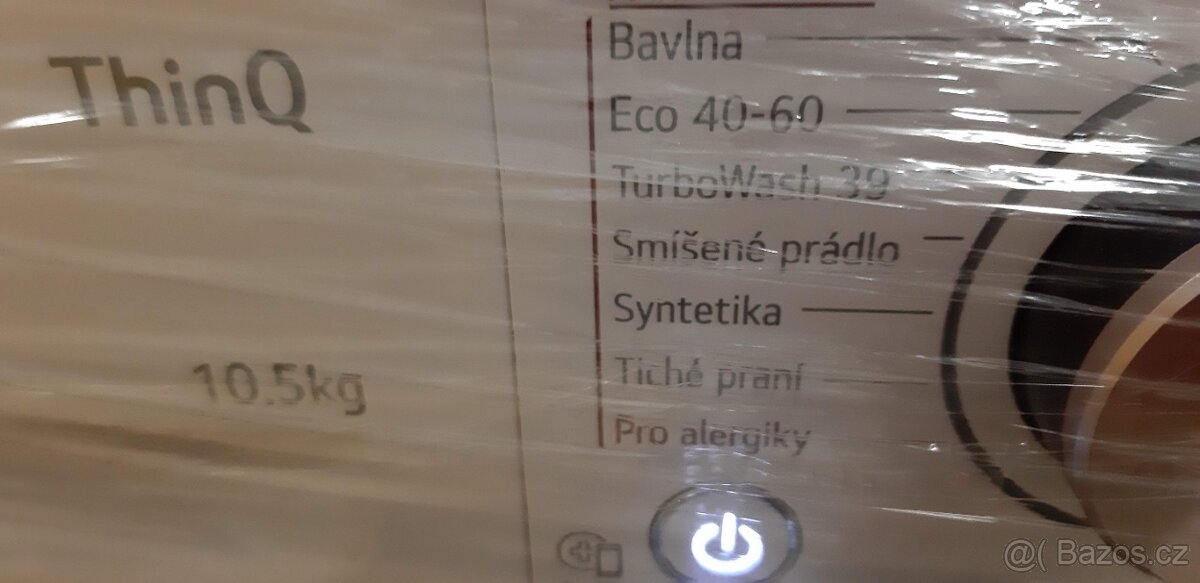 ThinQ
10.5kg
Bavlna
Eco 40-60
TurboWash 39
Smíšené prádlo
Syntetika
Tiché praní
Pro alergiky
@( Bazos.cz